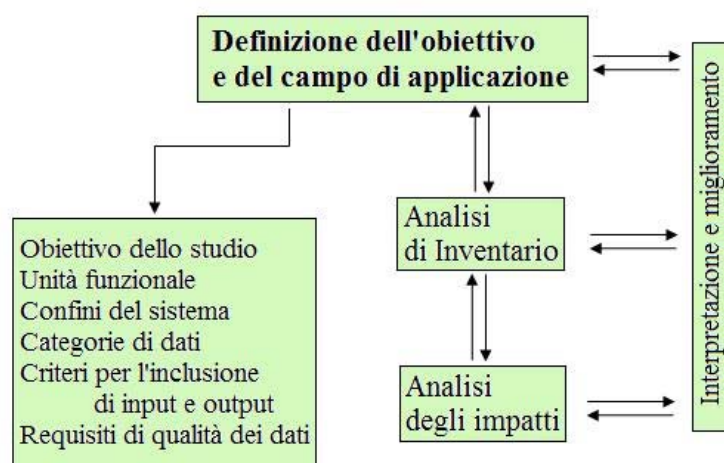 Definizione dell'obiettivo
e del campo di applicazione
Obiettivo dello studio
Unità funzionale
Confini del sistema
Categorie di dati
Criteri per l'inclusione
di input e output
Requisiti di qualità dei dati
Analisi
di Inventario
Analisi
degli impatti
Interpretazione e miglioramento